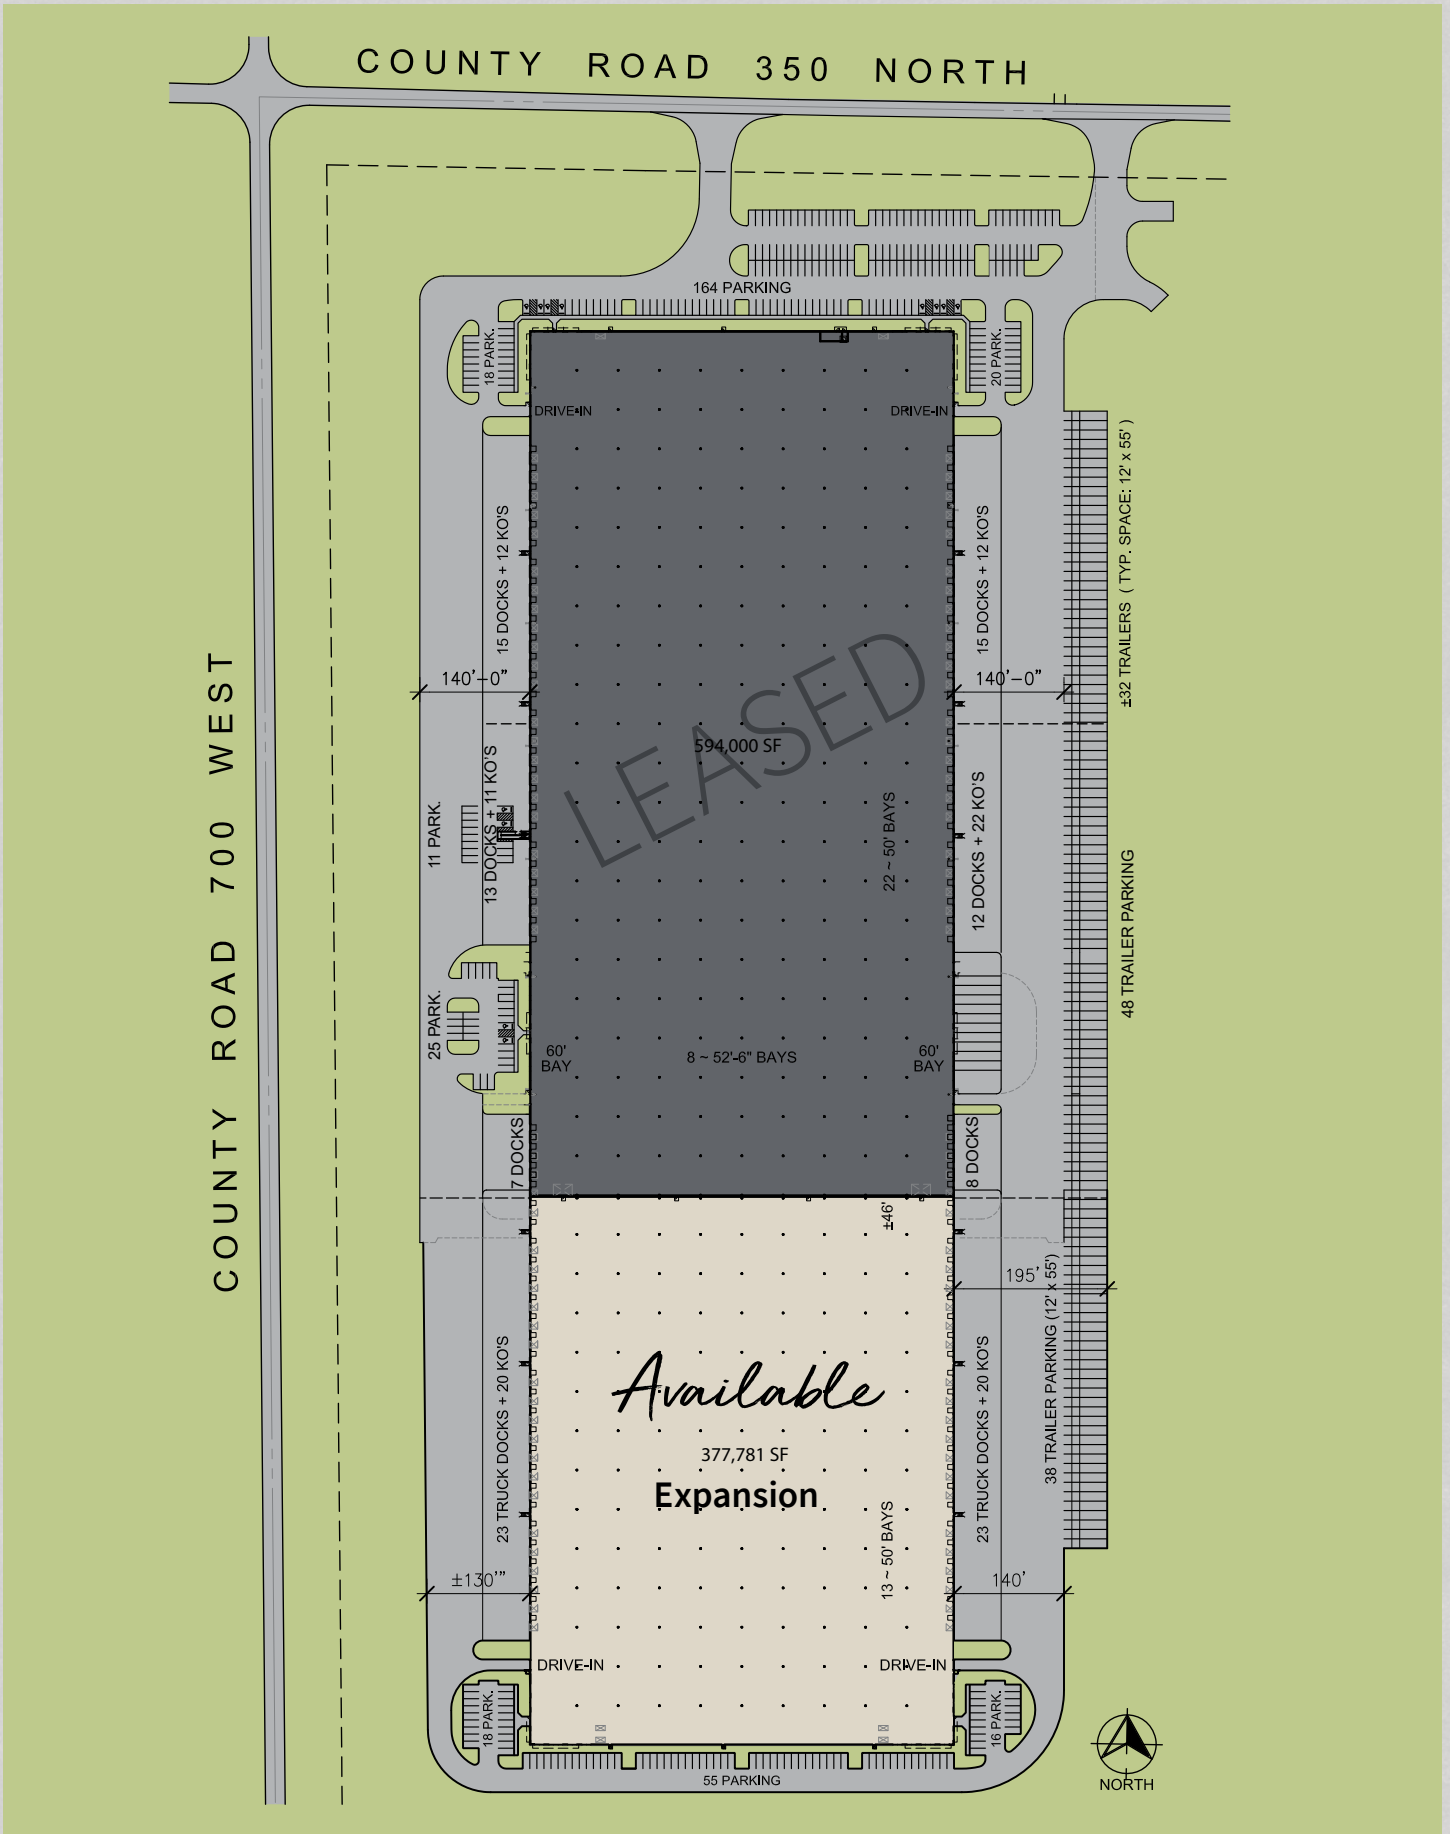 COUNTY ROAD 350 NORTH
164 PARKING
18 PARK.
20 PARK.
DRIVE-IN
DRIVE-IN
15 DOCKS + 12 KO'S
15 DOCKS + 12 KO'S
±32 TRAILERS ( TYP. SPACE: 12' x 55' )
140'-0"
140'-0"
LEASED
594,000 SF
COUNTY ROAD 700 WEST
11 PARK.
13 DOCKS + 11 KO'S
22 ~ 50' BAYS
12 DOCKS + 22 KO'S
48 TRAILER PARKING
25 PARK.
60'
BAY
8 ~ 52'-6" BAYS
60'
BAY
7 DOCKS
8 DOCKS
±46'
195'
23 TRUCK DOCKS + 20 KO'S
Available
377,781 SF
Expansion
13 ~ 50' BAYS
23 TRUCK DOCKS + 20 KO'S
38 TRAILER PARKING (12' x 55')
±130'"
140'
DRIVE-IN
DRIVE-IN
18 PARK.
16 PARK.
55 PARKING
NORTH